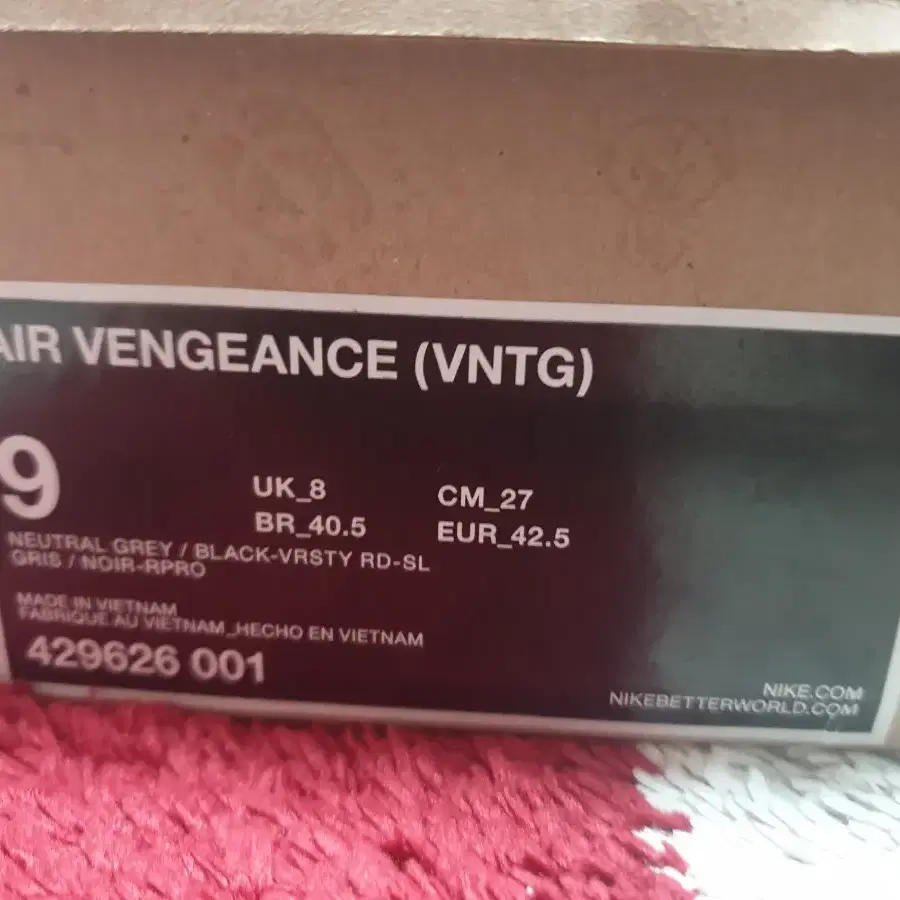 AIR VENGEANCE (VNTG)
9
UK_8 CM_27
BR_40.5 EUR_42.5
NEUTRAL GREY / BLACK-VRSTY RD-SL
GRIS / NOIR-RPRO
MADE IN VIETNAM
FABRIQUE AU VIETNAM_HECHO EN VIETNAM
429626 001
NIKE.COM
NIKEBETTERWORLD.COM